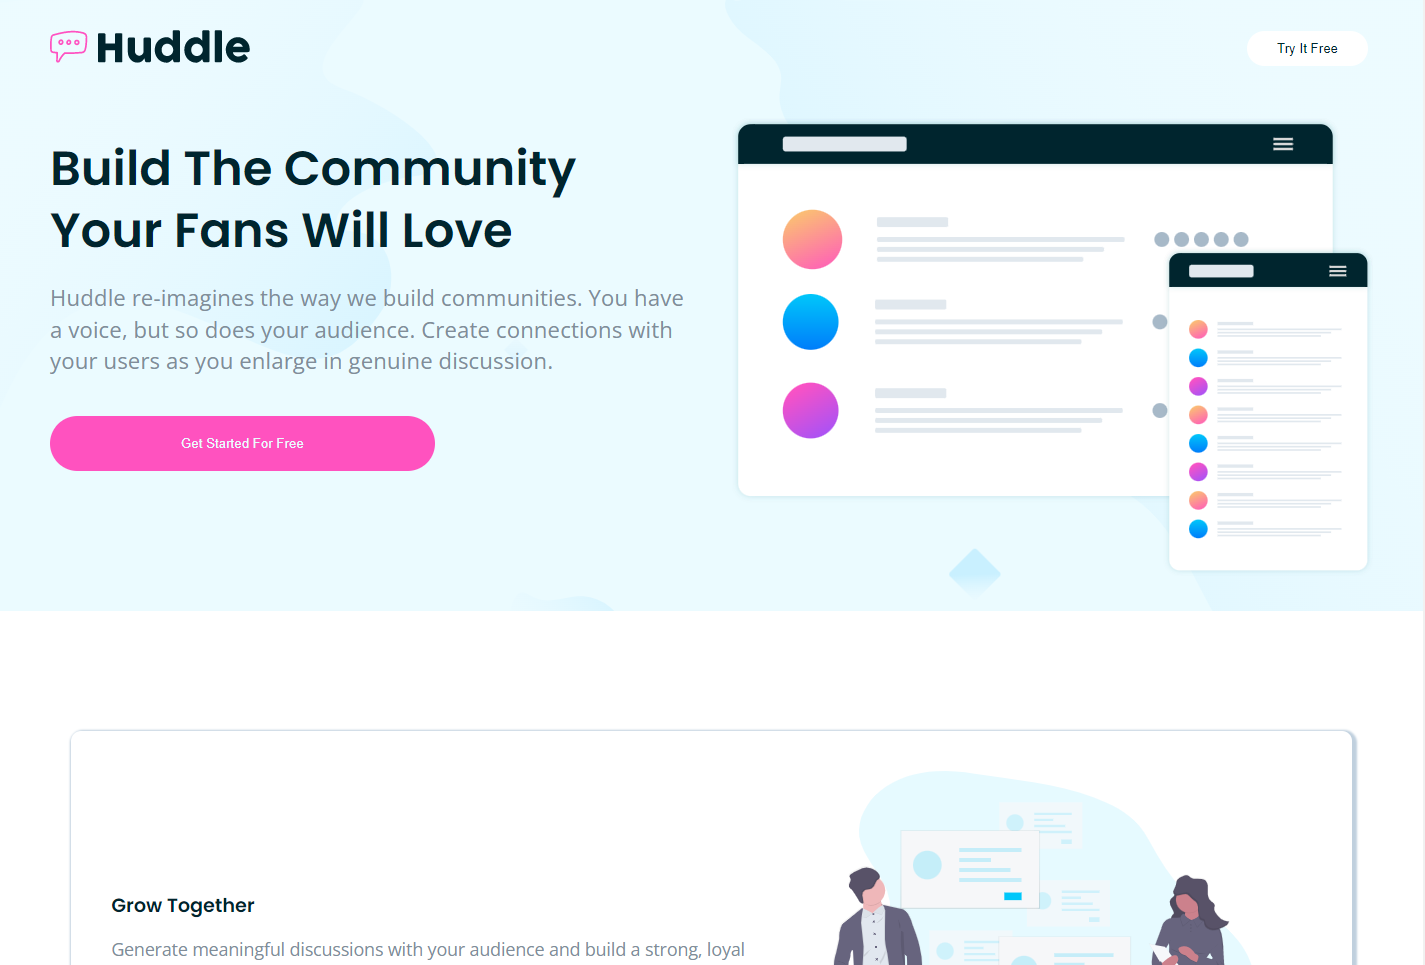 Huddle
Try It Free
Build The Community
Your Fans Will Love
Huddle re-imagines the way we build communities. You have
a voice, but so does your audience. Create connections with
your users as you enlarge in genuine discussion.
Get Started For Free
Grow Together
Generate meaningful discussions with your audience and build a strong, loyal